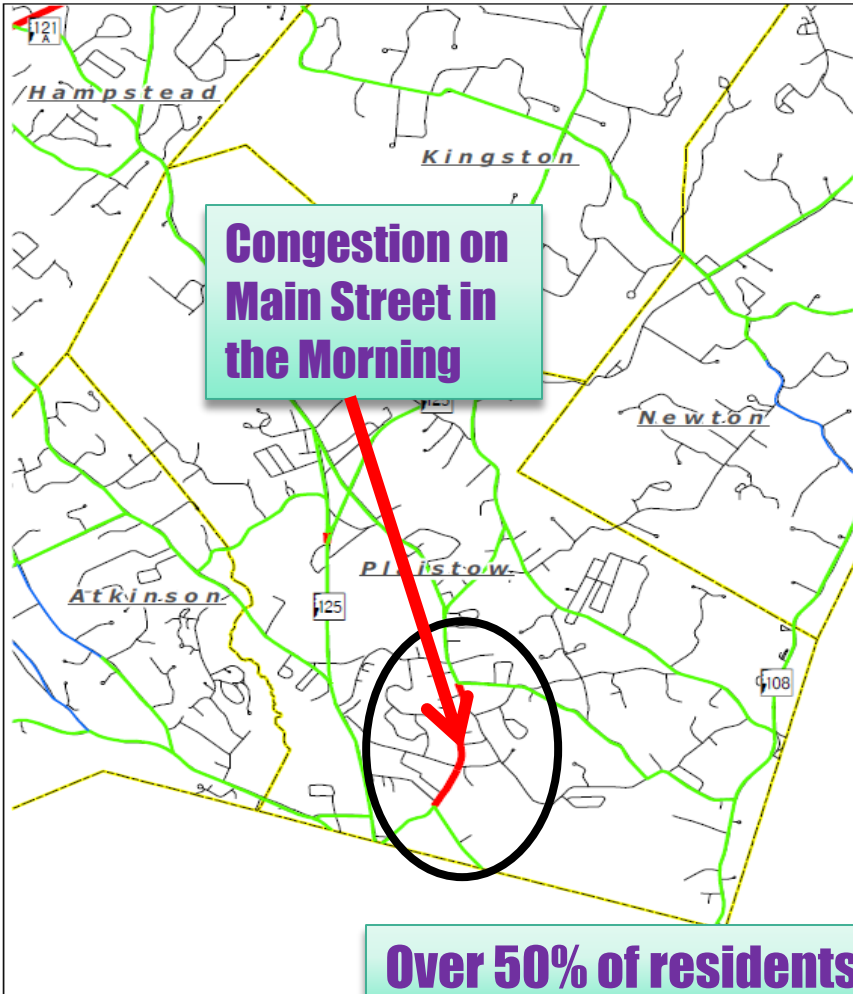 121
A
Hampstead
Kingston
Congestion on
Main Street in
the Morning
125
Newton
Plaistow
Atkinson
125
108
Over 50% of residents